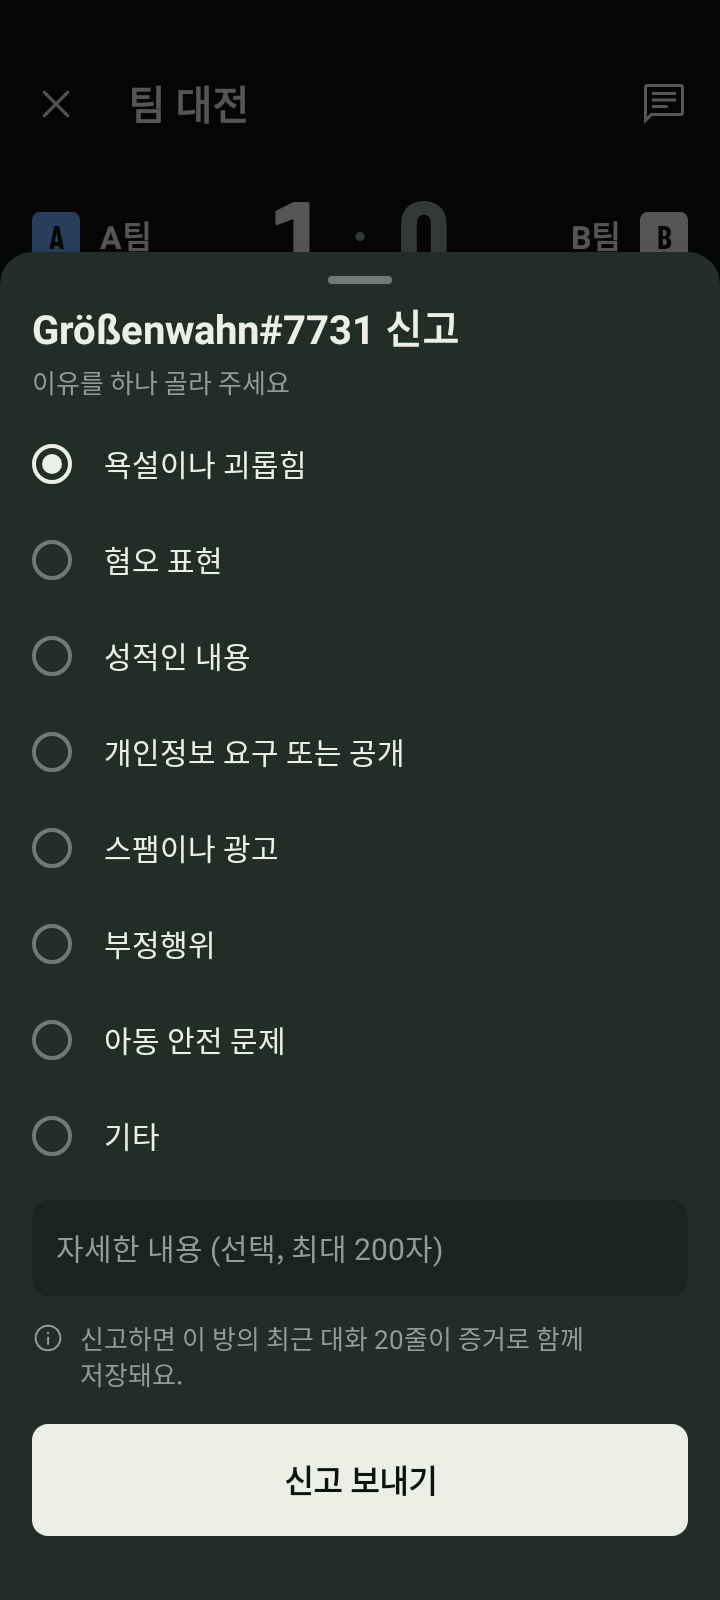 팀 대전
A A팀 1 · 0 B팀 B
Größenwahn#7731 신고
이유를 하나 골라 주세요
욕설이나 괴롭힘
혐오 표현
성적인 내용
개인정보 요구 또는 공개
스팸이나 광고
부정행위
아동 안전 문제
기타
자세한 내용 (선택, 최대 200자)
신고하면 이 방의 최근 대화 20줄이 증거로 함께
저장돼요.
신고 보내기